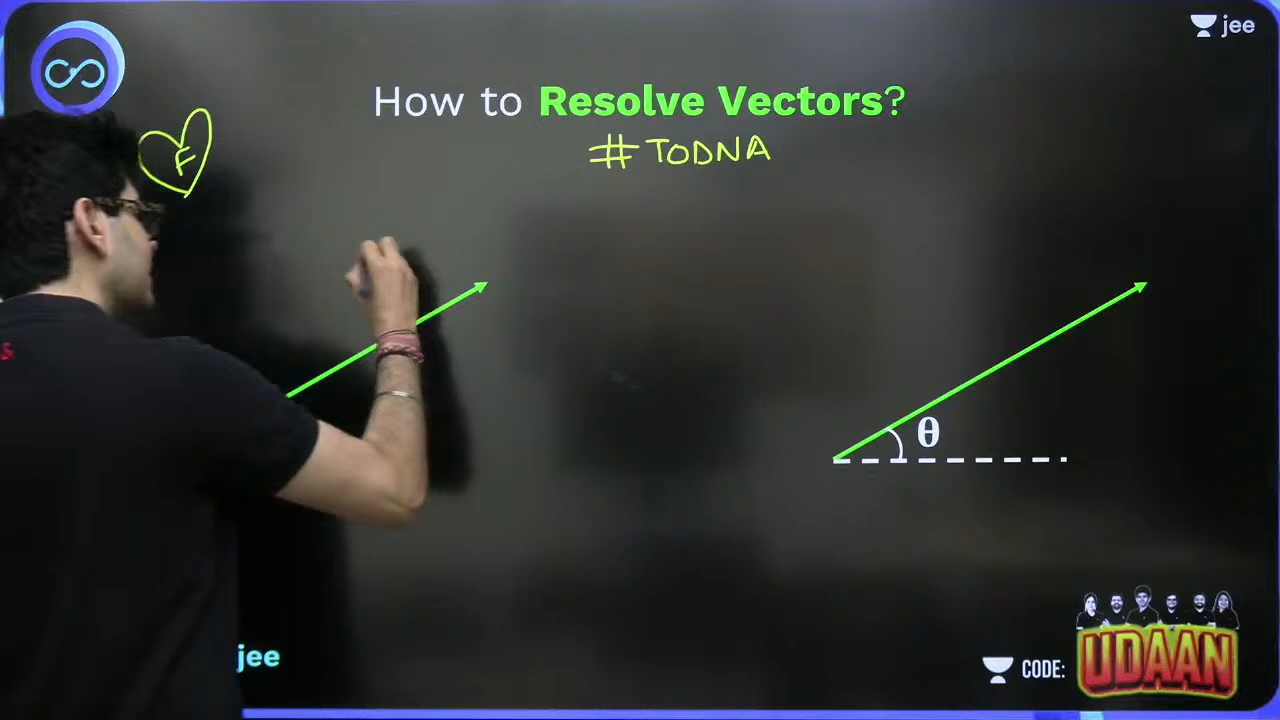 jee
How to Resolve Vectors?
#TODNA
F
θ
jee
CODE:
UDAAN